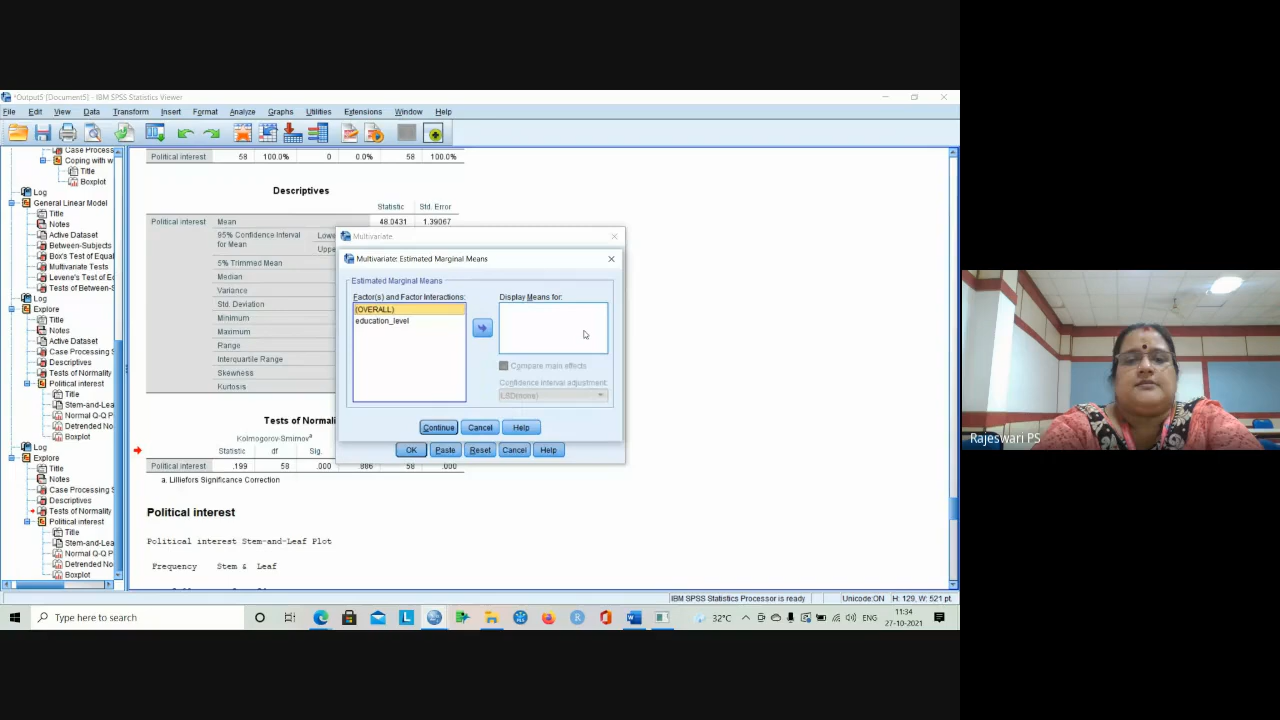 *Output5 [Document5] - IBM SPSS Statistics Viewer
File Edit View Data Transform Insert Format Analyze Graphs Utilities Extensions Window Help
Case Process
Coping with w
Title
Boxplot
Log
General Linear Model
Title
Notes
Active Dataset
Between-Subjects
Box's Test of Equal
Multivariate Tests
Levene's Test of Eq
Tests of Between-S
Log
Explore
Title
Notes
Active Dataset
Case Processing S
Descriptives
Tests of Normality
Political interest
Title
Stem-and-Lea
Normal Q-Q P
Detrended No
Boxplot
Log
Explore
Title
Notes
Case Processing S
Descriptives
Tests of Normality
Political interest
Title
Stem-and-Lea
Normal Q-Q P
Detrended No
Boxplot
Political interest 58 100.0% 0 0.0% 58 100.0%
Descriptives
Statistic Std. Error
Political interest Mean 48.0431 1.39067
95% Confidence Interval for Mean Lowe
Uppe
5% Trimmed Mean
Median
Variance
Std. Deviation
Minimum
Maximum
Range
Interquartile Range
Skewness
Kurtosis
Tests of Normali
Kolmogorov-Smirnov a
Statistic df Sig.
Political interest .199 58 .000 .886 58 .000
a. Lilliefors Significance Correction
Political interest
Political interest Stem-and-Leaf Plot
Frequency Stem & Leaf
Multivariate
Multivariate: Estimated Marginal Means
Estimated Marginal Means
Factor(s) and Factor Interactions:
(OVERALL)
education_level
Display Means for:
Compare main effects
Confidence interval adjustment:
LSD(none)
Continue Cancel Help
OK Paste Reset Cancel Help
IBM SPSS Statistics Processor is ready Unicode:ON H: 129, W: 521 pt.
Type here to search
32°C ENG
11:34
27-10-2021
Rajeswari PS